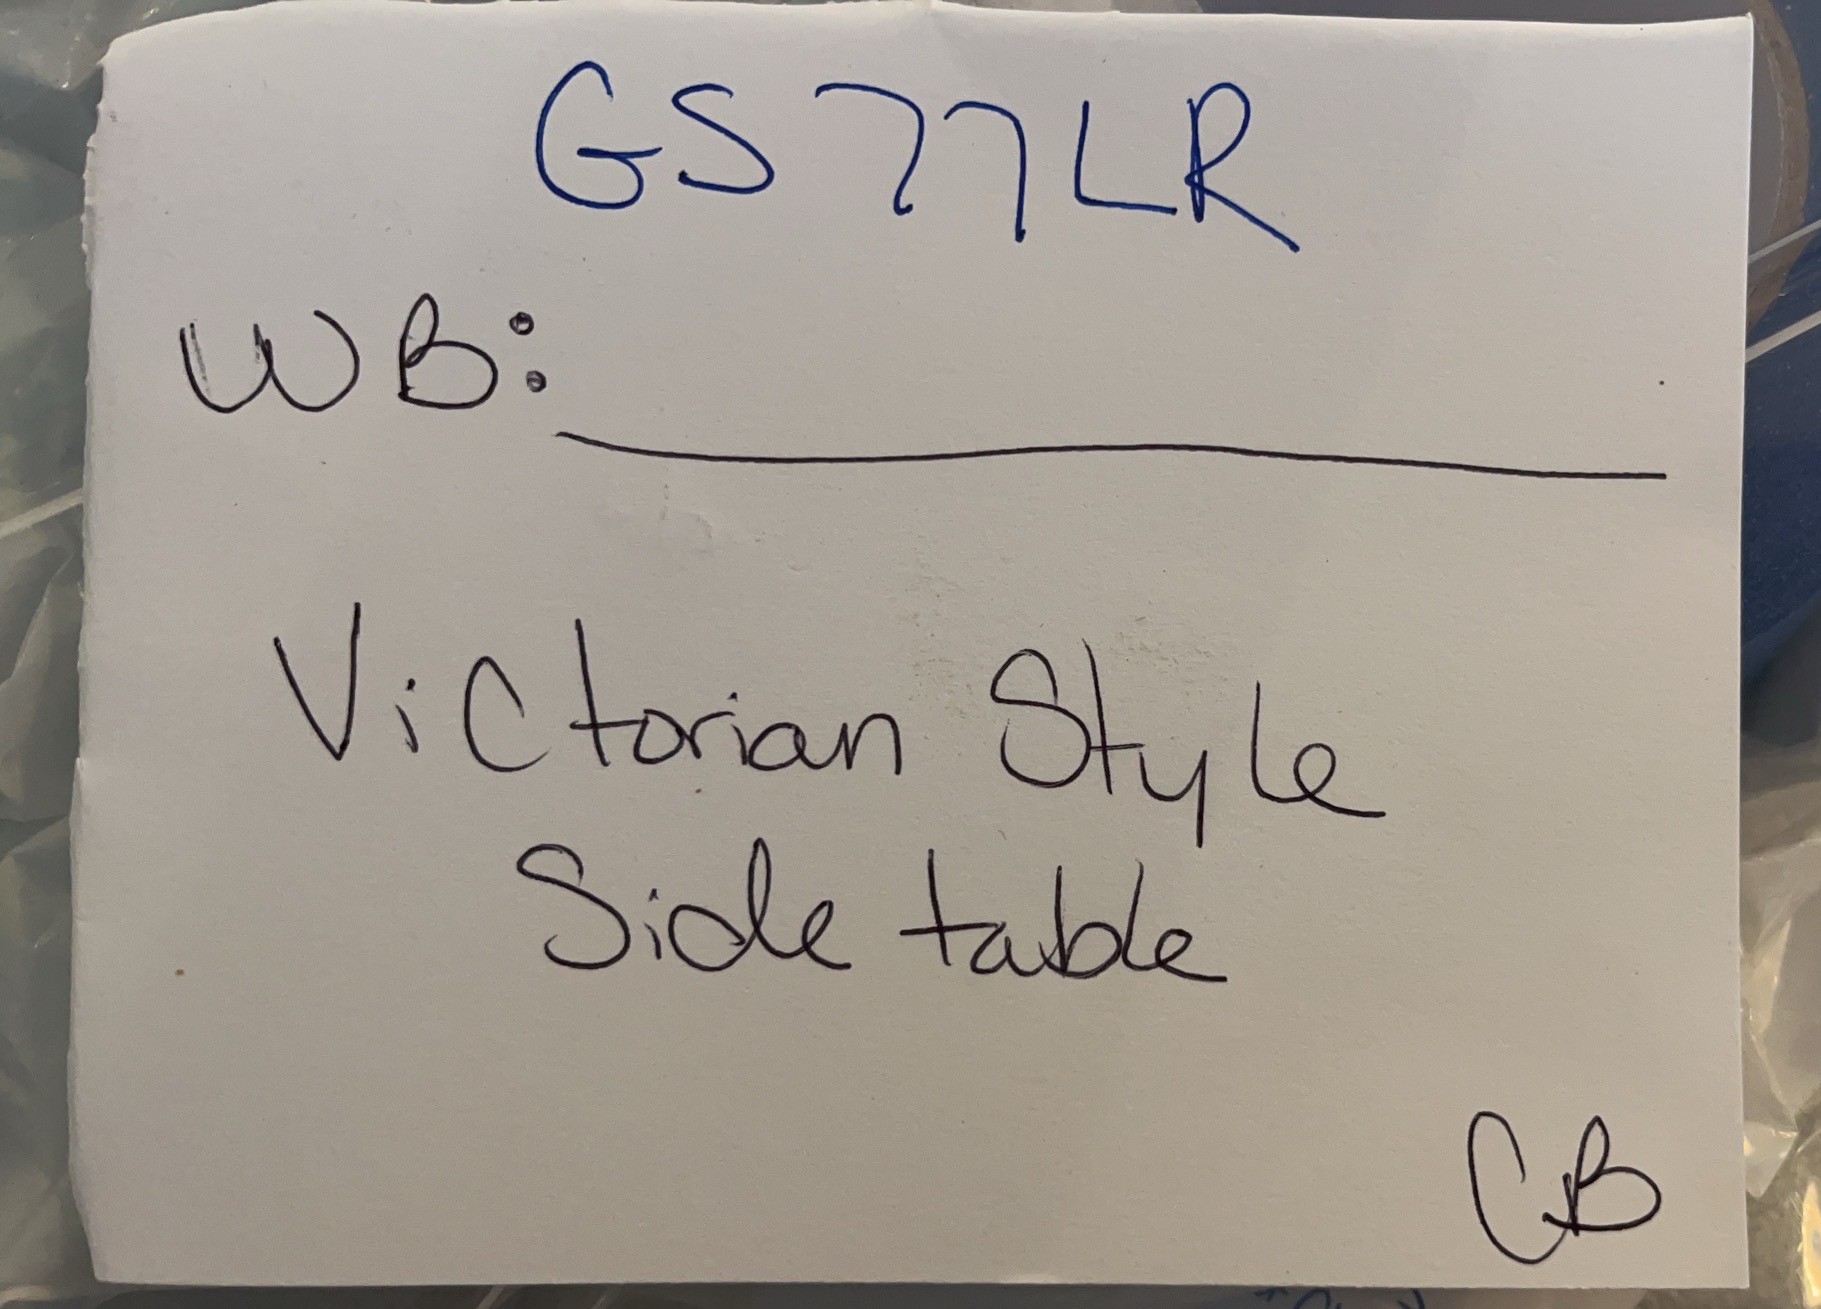 GS77LR
WB:
Victorian Style
Side table
CB